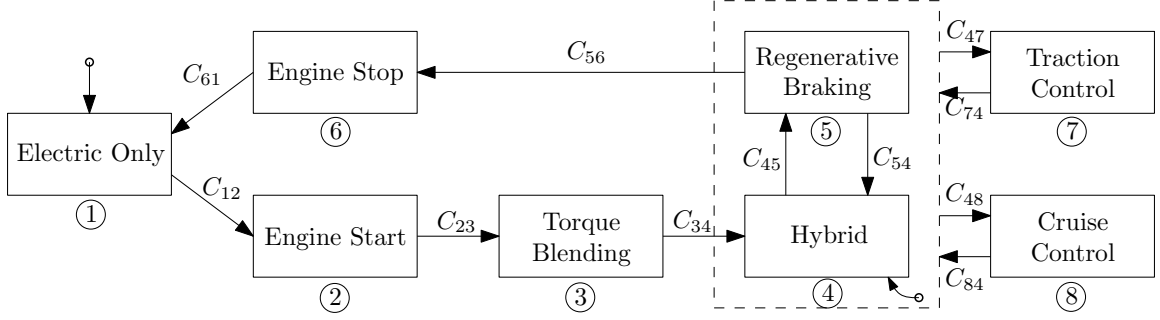 C₄₇
Regenerative
Braking
Traction
Control
C₅₆
Engine Stop
C₆₁
C₇₄
⑥
⑤
⑦
Electric Only
C₄₅
C₅₄
C₁₂
①
C₄₈
Engine Start
C₂₃
Torque
Blending
C₃₄
Hybrid
Cruise
Control
C₈₄
②
③
④
⑧